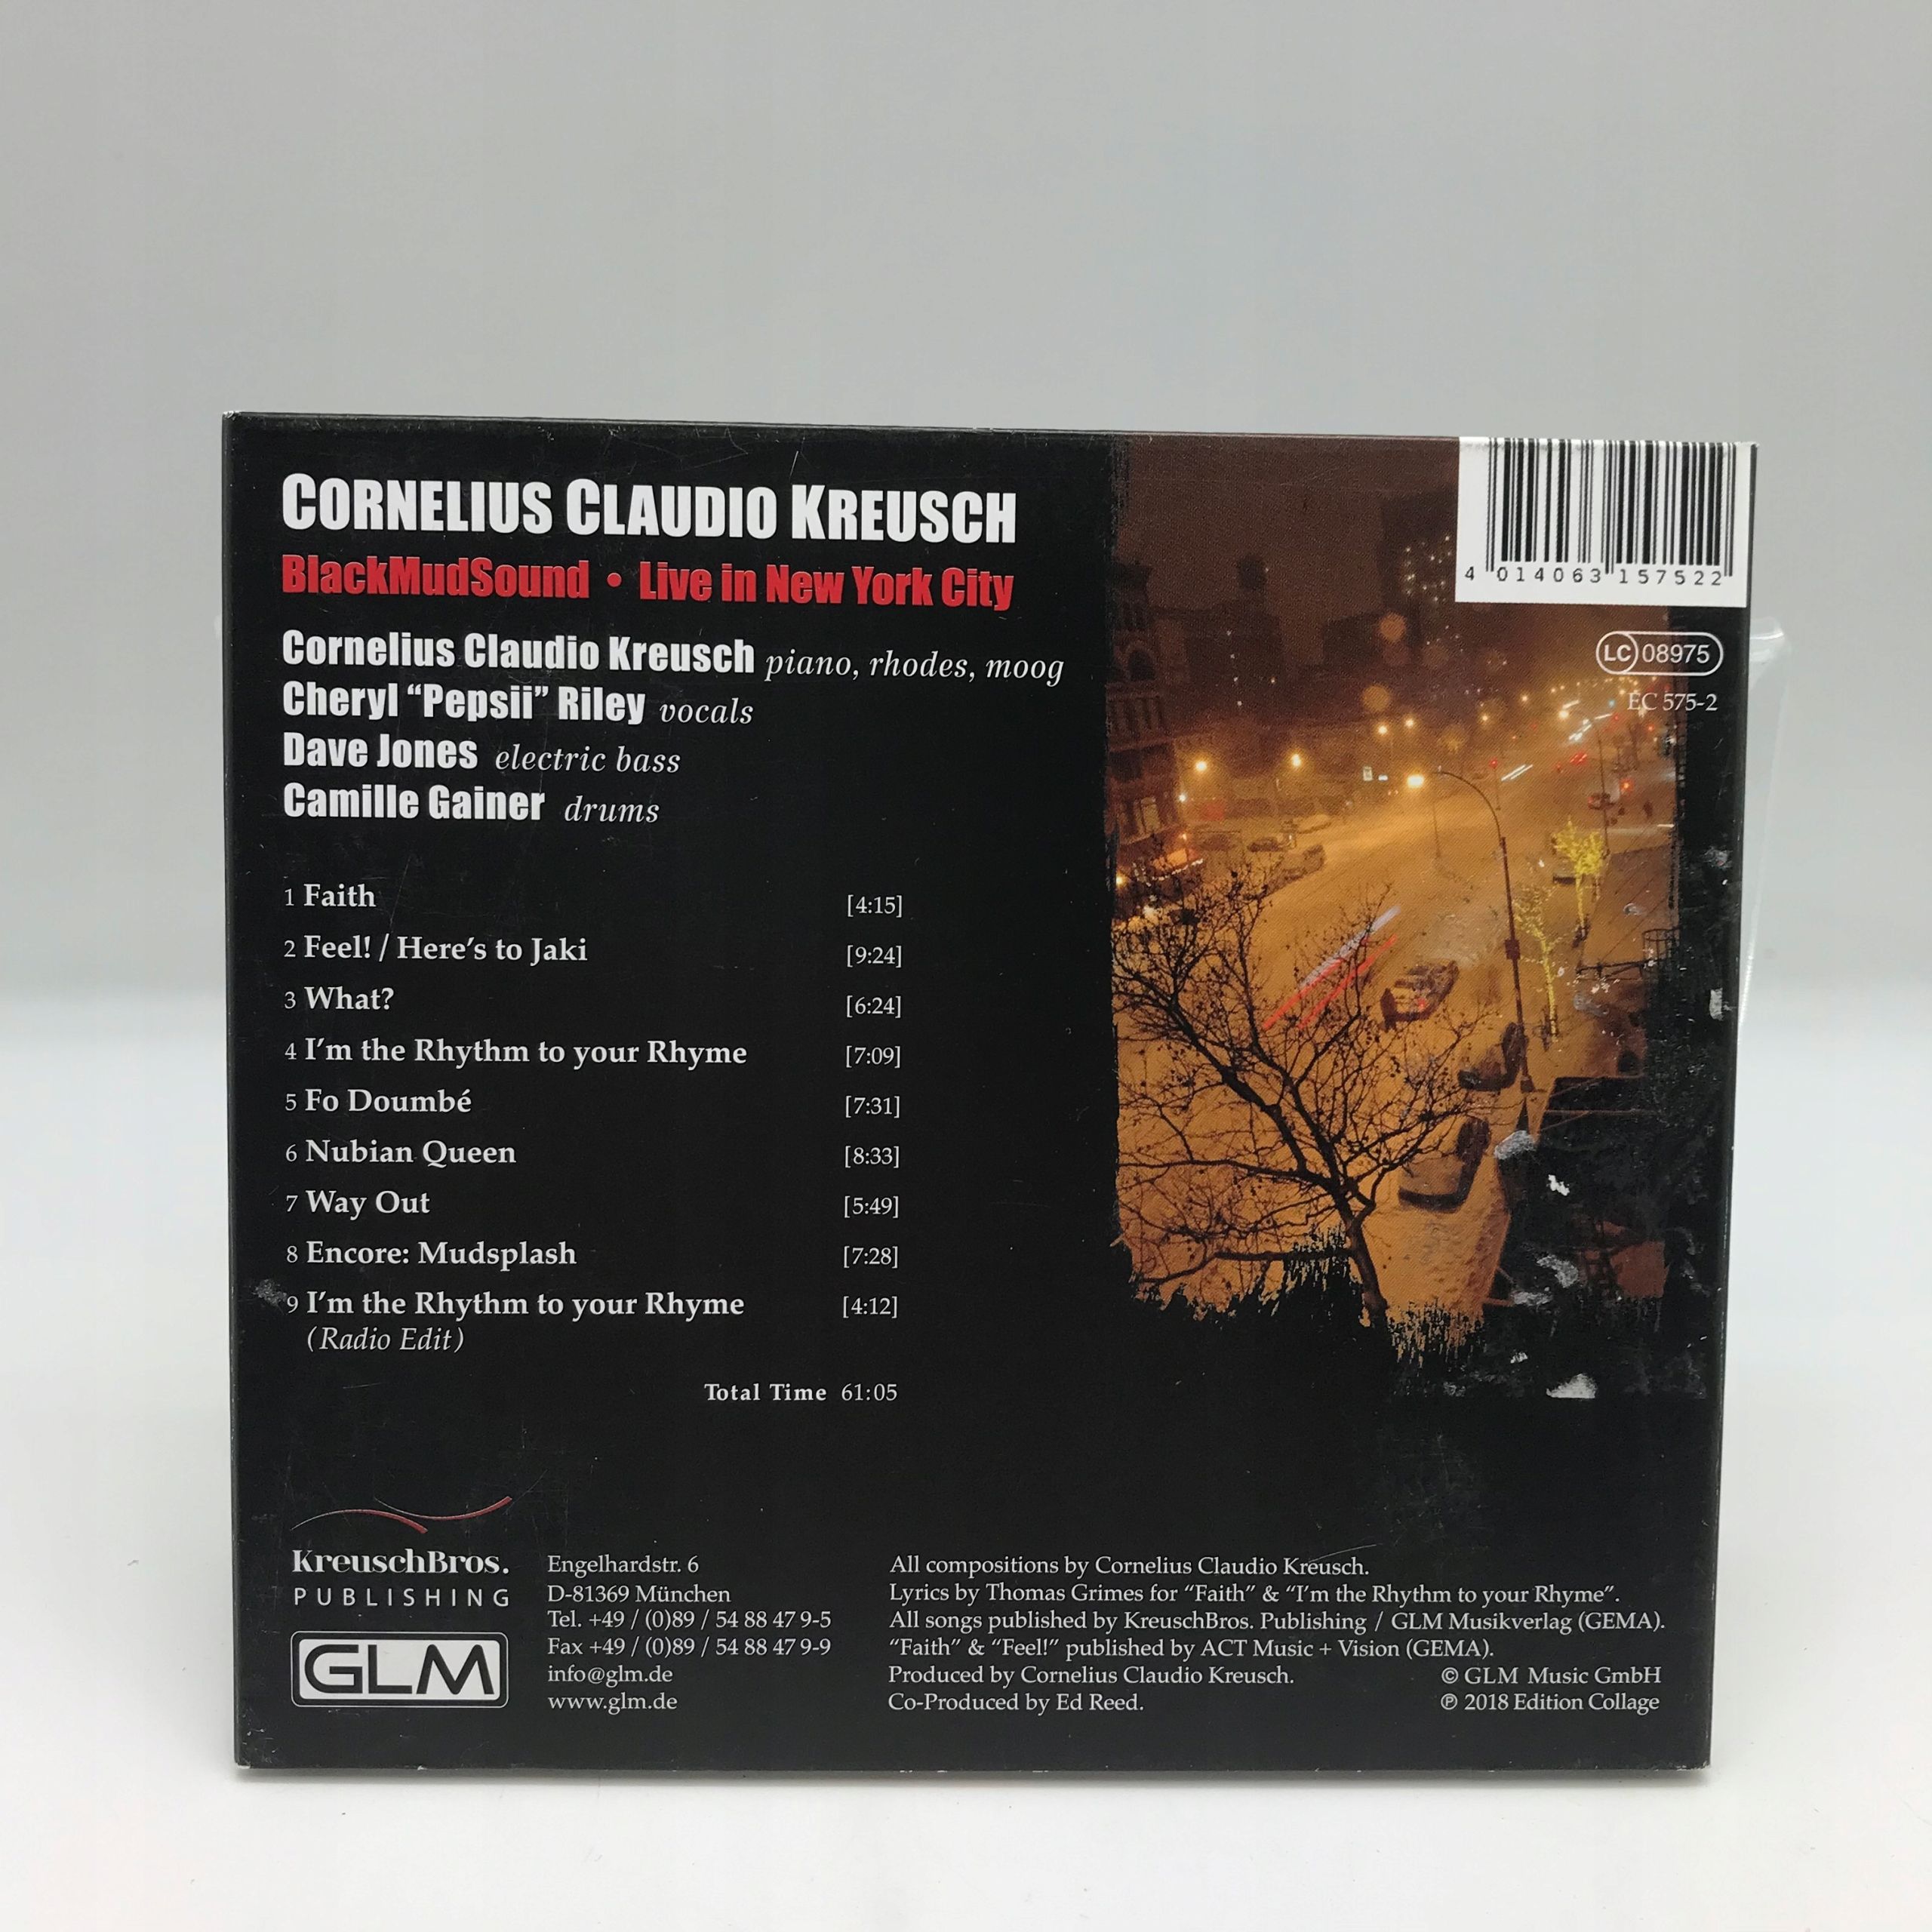 CORNELIUS CLAUDIO KREUSCH
BlackMudSound • Live in New York City
Cornelius Claudio Kreusch piano, rhodes, moog
Cheryl “Pepsii” Riley vocals
Dave Jones electric bass
Camille Gainer drums
1 Faith [4:15]
2 Feel! / Here's to Jaki [9:24]
3 What? [6:24]
4 I'm the Rhythm to your Rhyme [7:09]
5 Fo Doumbé [7:31]
6 Nubian Queen [8:33]
7 Way Out [5:49]
8 Encore: Mudsplash [7:28]
9 I'm the Rhythm to your Rhyme [4:12]
(Radio Edit)
Total Time 61:05
4 014063 157522
LC 08975
EC 575-2
KreuschBros.
PUBLISHING
GLM
Engelhardstr. 6
D-81369 München
Tel. +49 / (0)89 / 54 88 47 9-5
Fax +49 / (0)89 / 54 88 47 9-9
info@glm.de
www.glm.de
All compositions by Cornelius Claudio Kreusch.
Lyrics by Thomas Grimes for “Faith” & “I'm the Rhythm to your Rhyme”.
All songs published by KreuschBros. Publishing / GLM Musikverlag (GEMA).
“Faith” & “Feel!” published by ACT Music + Vision (GEMA).
Produced by Cornelius Claudio Kreusch.
Co-Produced by Ed Reed.
© GLM Music GmbH
℗ 2018 Edition Collage